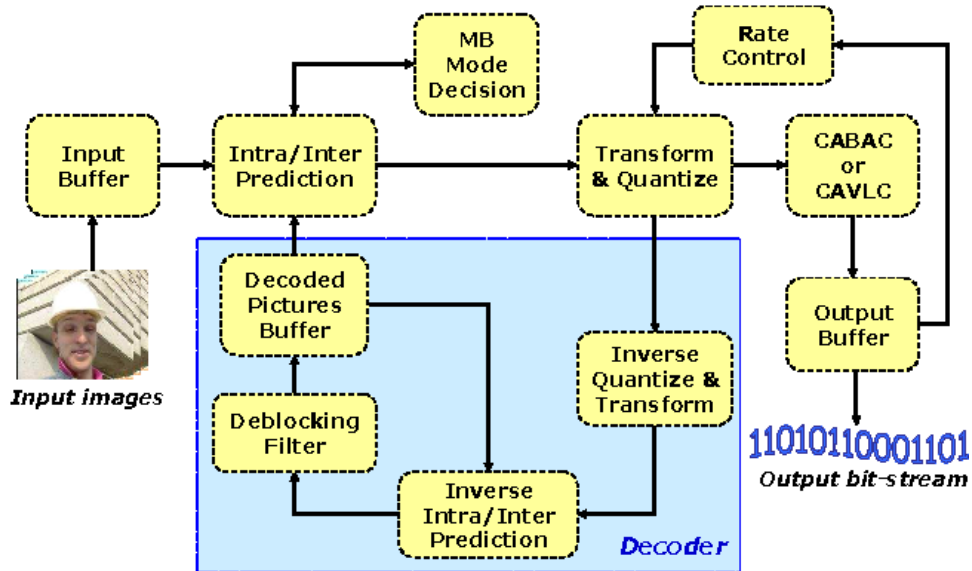 MB
Mode
Decision
Rate
Control
Input
Buffer
Intra/Inter
Prediction
Transform
& Quantize
CABAC
or
CAVLC
Decoded
Pictures
Buffer
Output
Buffer
Inverse
Quantize &
Transform
Input images
Deblocking
Filter
11010110001101
Output bit-stream
Inverse
Intra/Inter
Prediction
Decoder